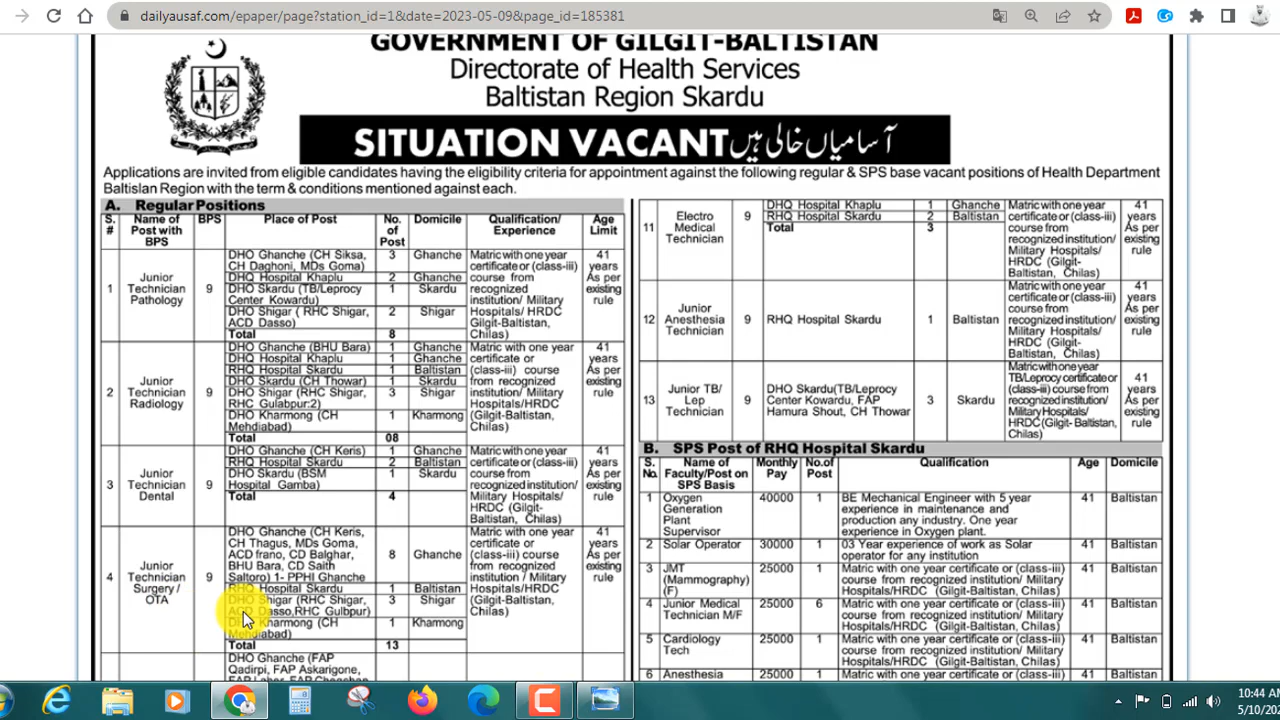 dailyausaf.com/epaper/page?station_id=1&date=2023-05-09&page_id=185381
GOVERNMENT OF GILGIT-BALTISTAN
Directorate of Health Services
Baltistan Region Skardu
SITUATION VACANT آسامیاں خالی ہیں
Applications are invited from eligible candidates having the eligibility criteria for appointment against the following regular & SPS base vacant positions of Health Department
Baltislan Region with the term & conditions mentioned against each.
A. Regular Positions
S. # Name of Post with BPS BPS Place of Post No. of Post Domicile Qualification/ Experience Age Limit
1 Junior Technician Pathology 9
DHO Ghanche (CH Siksa, CH Daghoni, MDs Goma) 3 Ghanche
DHQ Hospital Khaplu 2 Ghanche
DHO Skardu (TB/Leprocy Center Kowardu) 1 Skardu
DHO Shigar ( RHC Shigar, ACD Dasso) 2 Shigar
Total 8
Matric with one year certificate/or (class-iii) course from recognized institution/ Military Hospitals/ HRDC Gilgit-Baltistan, Chilas)
41 years As per existing rule
2 Junior Technician Radiology 9
DHO Ghanche (BHU Bara) 1 Ghanche
DHQ Hospital Khaplu 1 Ghanche
RHQ Hospital Skardu 1 Baltistan
DHO Skardu (CH Thowar) 1 Skardu
DHO Shigar (RHC Shigar, RHC Gulabpur:2) 3 Shigar
DHO Kharmong (CH Mehdiabad) 1 Kharmong
Total 08
Matric with one year certificate or (class-iii) course from recognized institution/ Military Hospitals/HRDC (Gilgit-Baltistan, Chilas)
41 years As per existing rule
3 Junior Technician Dental 9
DHO Ghanche (CH Keris) 1 Ghanche
RHQ Hospital Skardu 2 Baltistan
DHO Skardu (BSM Hospital Gamba) 1 Skardu
Total 4
Matric with one year certificate or (class-iii) course from recognized institution/ Military Hospitals/ HRDC (Gilgit-Baltistan, Chilas)
41 years As per existing rule
4 Junior Technician Surgery / OTA 9
DHO Ghanche (CH Keris, CH Thagus, MDs Goma, ACD frano, CD Balghar, BHU Bara, CD Saith Saltoro) 1- PPHI Ghanche 8 Ghanche
RHQ Hospital Skardu 1 Baltistan
DHO Shigar (RHC Shigar, ACD Dasso,RHC Gulbpur) 3 Shigar
DHO Kharmong (CH Mehdiabad) 1 Kharmong
Total 13
Matric with one year certificate or (class-iii) course from recognized institution / Military Hospitals/HRDC (Gilgit-Baltistan, Chilas)
41 years As per existing rule
DHO Ghanche (FAP Qadirpi, FAP Askarigone,
11 Electro Medical Technician 9
DHQ Hospital Khaplu 1 Ghanche
RHQ Hospital Skardu 2 Baltistan
Total 3
Matric with one year certificate or (class-iii) course from recognized institution/ Military Hospitals/ HRDC (Gilgit-Baltistan, Chilas)
41 years As per existing rule
12 Junior Anesthesia Technician 9 RHQ Hospital Skardu 1 Baltistan
Matric with one year certificate or (class-iii) course from recognized institution/ Military Hospitals/ HRDC (Gilgit-Baltistan, Chilas)
41 years As per existing rule
13 Junior TB/ Lep Technician 9 DHO Skardu(TB/Leprocy Center Kowardu, FAP Hamura Shout, CH Thowar 3 Skardu
Matric with one year TB/Leprocy certificate or (class-iii) course from recognized institution/ Military Hospitals/ HRDC(Gilgit- Baltistan, Chilas)
41 years As per existing rule
B. SPS Post of RHQ Hospital Skardu
S. No. Name of Faculty/Post on SPS Basis Monthly Pay No.of Post Qualification Age Domicile
1 Oxygen Generation Plant Supervisor 40000 1 BE Mechanical Engineer with 5 year experience in maintenance and production any industry. One year experience in Oxygen plant. 41 Baltistan
2 Solar Operator 30000 1 03 Year experience of work as Solar operator for any institution 41 Baltistan
3 JMT (Mammography) (F) 25000 1 Matric with one year certificate or (class-iii) course from recognized institution / Military Hospitals/HRDC (Gilgit-Baltistan, Chilas) 41 Baltistan
4 Junior Medical Technician M/F 25000 6 Matric with one year certificate or (class-iii) course from recognized institution / Military Hospitals/HRDC (Gilgit-Baltistan, Chilas) 41 Baltistan
5 Cardiology Tech 25000 1 Matric with one year certificate or (class-iii) course from recognized institution / Military Hospitals/HRDC (Gilgit-Baltistan, Chilas) 41 Baltistan
6 Anesthesia 25000 1 Matric with one year certificate or (class-iii) 41 Baltistan
10:44